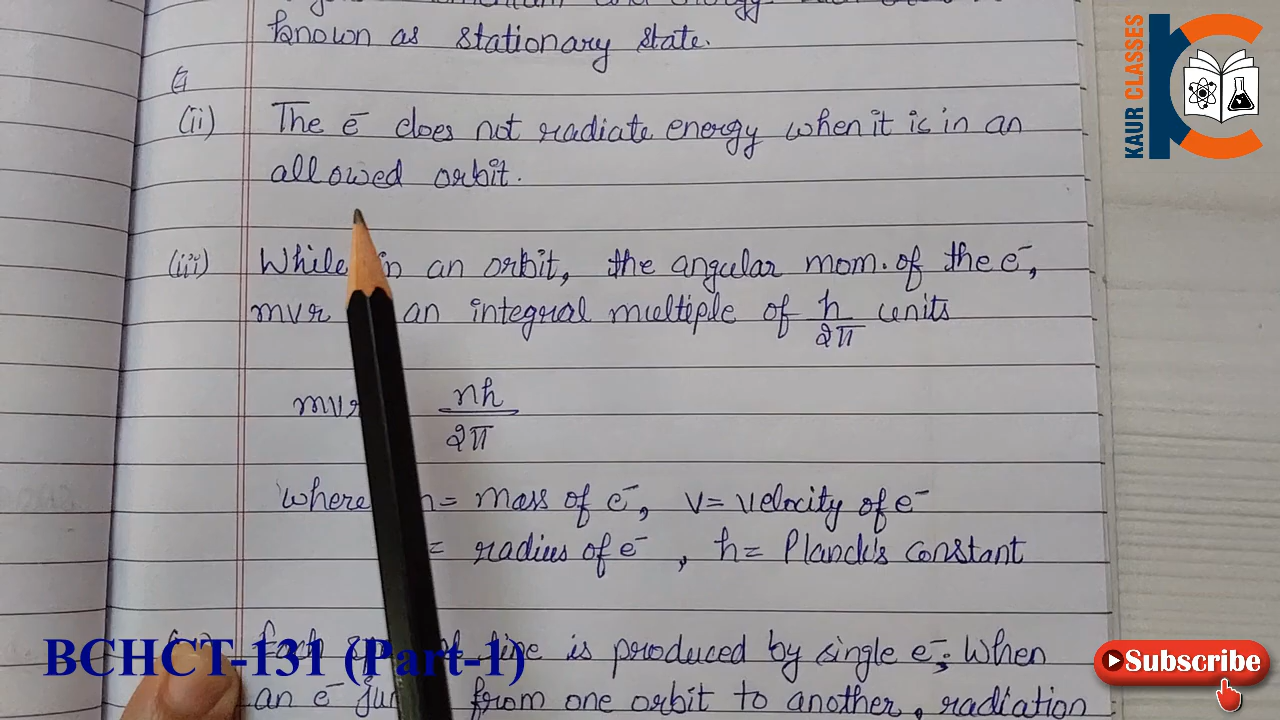 known as stationary state.
(ii) The e⁻ does not radiate energy when it is in an
allowed orbit.
(iii) While in an orbit, the angular mom. of the e⁻,
mvr an integral multiple of h/2π units
mvr nh/2π
where = mass of e⁻, v = velocity of e⁻
= radius of e⁻, h = Planck's constant
line is produced by single e⁻. When
an e⁻ from one orbit to another, radiation
BCHCT-131 (Part-1)
KAUR CLASSES
Subscribe